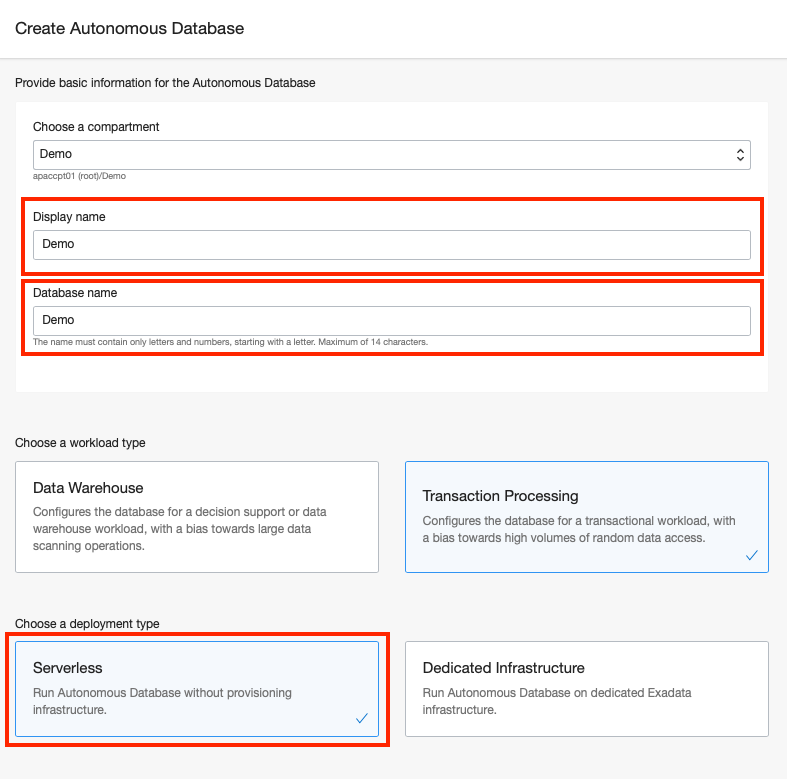 Create Autonomous Database
Provide basic information for the Autonomous Database
Choose a compartment
Demo
apaccpt01 (root)/Demo
Display name
Demo
Database name
Demo
The name must contain only letters and numbers, starting with a letter. Maximum of 14 characters.
Choose a workload type
Data Warehouse
Configures the database for a decision support or data
warehouse workload, with a bias towards large data
scanning operations.
Transaction Processing
Configures the database for a transactional workload, with
a bias towards high volumes of random data access.
Choose a deployment type
Serverless
Run Autonomous Database without provisioning
infrastructure.
Dedicated Infrastructure
Run Autonomous Database on dedicated Exadata
infrastructure.